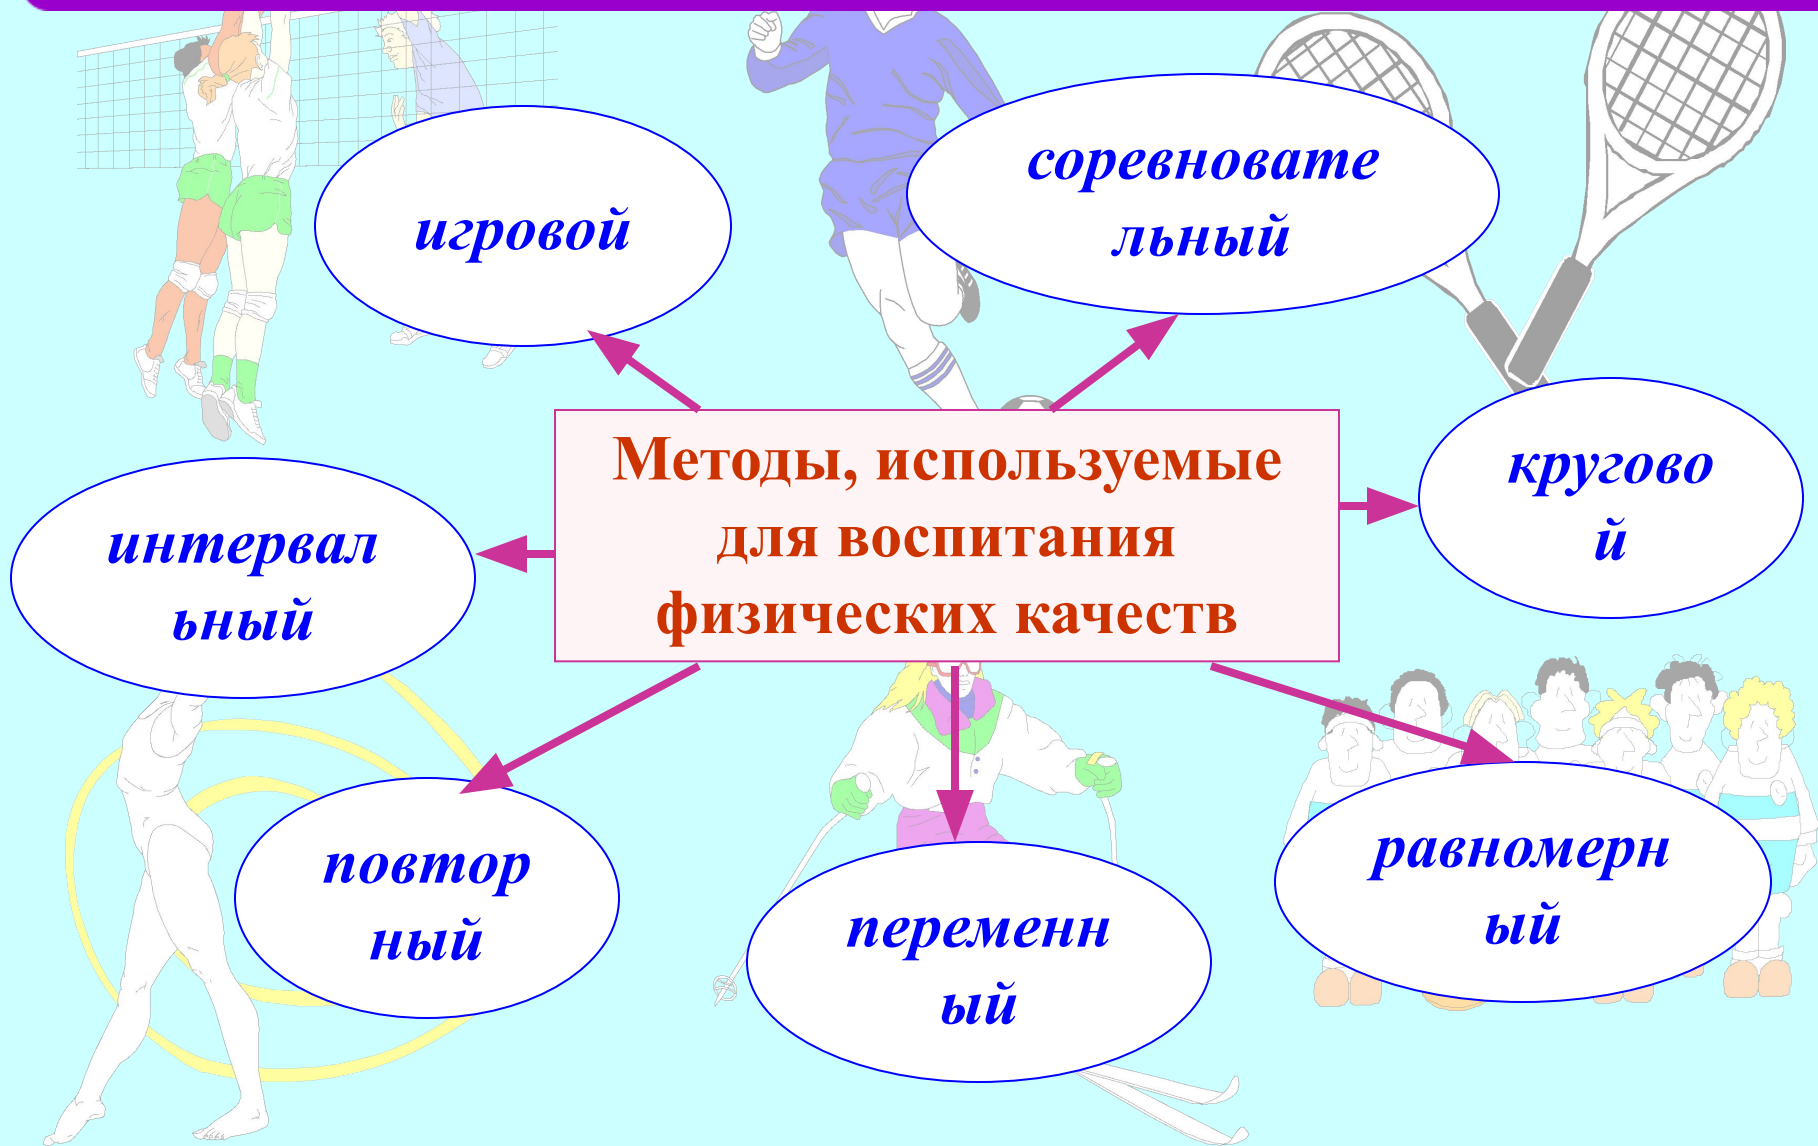 игровой
соревновате
льный
Методы, используемые
для воспитания
физических качеств
кругово
й
интервал
ьный
повтор
ный
переменн
ый
равномерн
ый